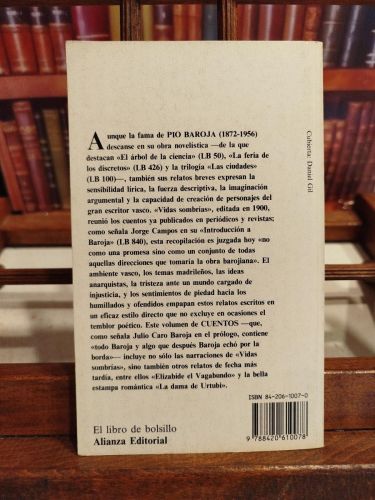 Aunque la fama de PIO BAROJA (1872-1956)
descanse en su obra novelística —de la que
destacan «El árbol de la ciencia» (LB 50), «La feria de
los discretos» (LB 426) y la trilogía «Las ciudades»
(LB 100)—, también sus relatos breves expresan la
sensibilidad lírica, la fuerza descriptiva, la imaginación
argumental y la capacidad de creación de personajes del
gran escritor vasco. «Vidas sombrías», editada en 1900,
reunió los cuentos ya publicados en periódicos y revistas;
como señala Jorge Campos en su «Introducción a
Baroja» (LB 840), esta recopilación es juzgada hoy «no
como una promesa sino como un conjunto de todas
aquellas direcciones que tomaría la obra barojiana». El
ambiente vasco, los temas madrileños, las ideas
anarquistas, la tristeza ante un mundo cargado de
injusticia, y los sentimientos de piedad hacia los
humillados y ofendidos empapan estos relatos escritos en
un eficaz estilo directo que no excluye en ocasiones el
temblor poético. Este volumen de CUENTOS —que,
como señala Julio Caro Baroja en el prólogo, contiene
«todo Baroja y algo que después Baroja echó por la
borda»— incluye no sólo las narraciones de «Vidas
sombrías», sino también otros relatos de fecha más
tardía, entre ellos «Elizabide el Vagabundo» y la bella
estampa romántica «La dama de Urtubi».
Cubierta: Daniel Gil
El libro de bolsillo
Alianza Editorial
ISBN 84-206-1007-0
9 788420 610078